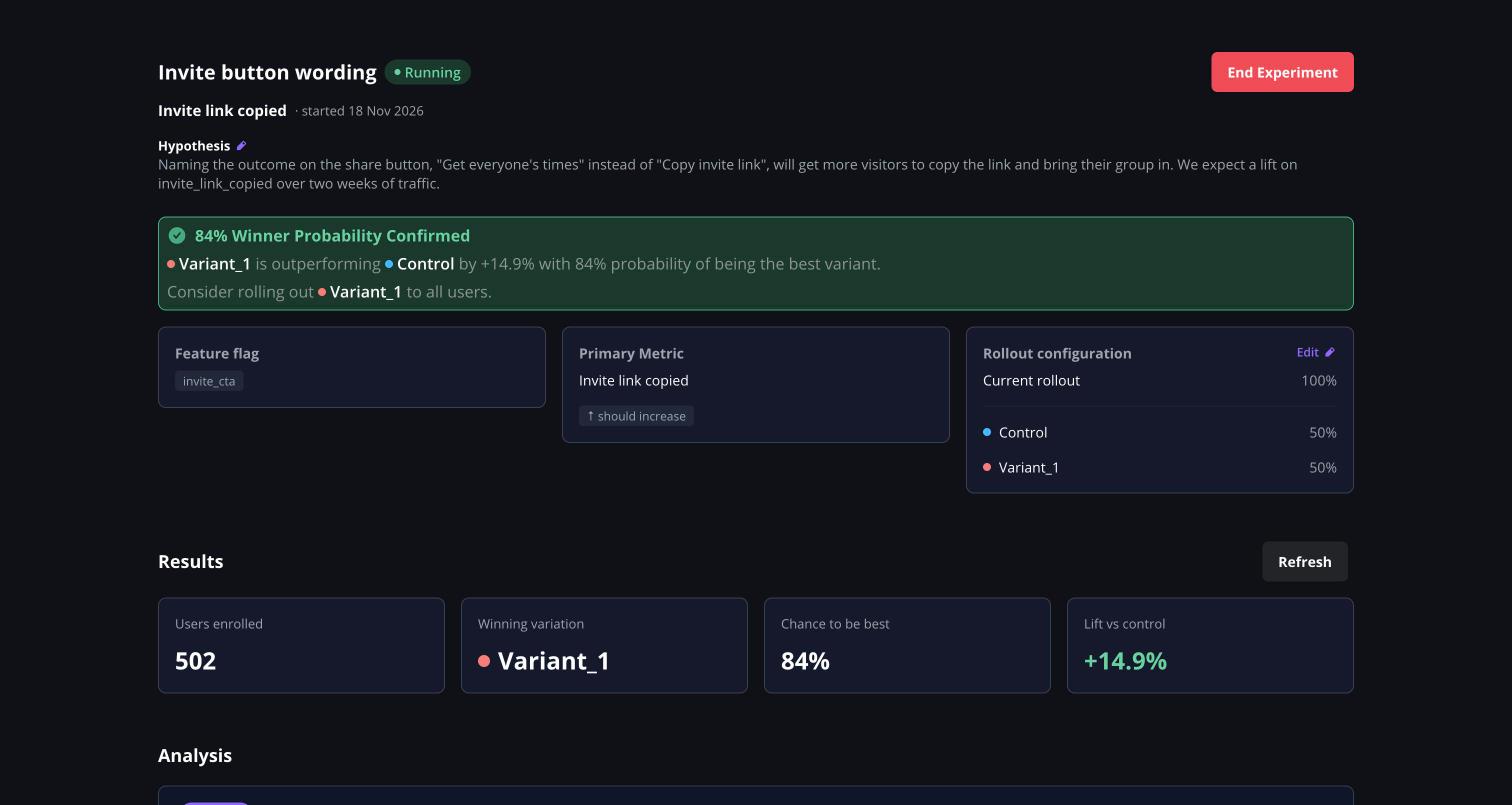 Invite button wording
Running
End Experiment
Invite link copied · started 18 Nov 2026
Hypothesis
Naming the outcome on the share button, "Get everyone's times" instead of "Copy invite link", will get more visitors to copy the link and bring their group in. We expect a lift on
invite_link_copied over two weeks of traffic.
84% Winner Probability Confirmed
Variant_1 is outperforming Control by +14.9% with 84% probability of being the best variant.
Consider rolling out Variant_1 to all users.
Feature flag
invite_cta
Primary Metric
Invite link copied
↑ should increase
Rollout configuration
Edit
Current rollout 100%
Control 50%
Variant_1 50%
Results
Refresh
Users enrolled
502
Winning variation
Variant_1
Chance to be best
84%
Lift vs control
+14.9%
Analysis